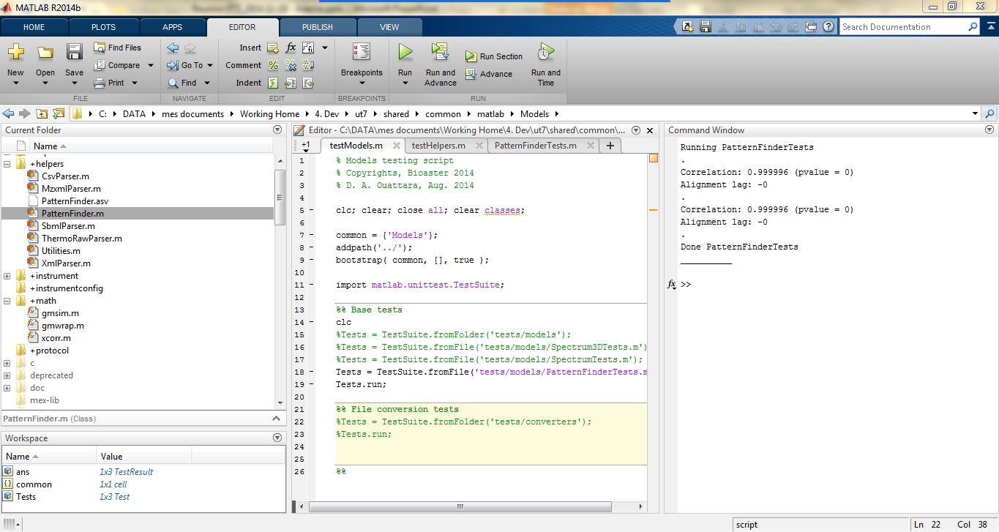 MATLAB R2014b
HOME PLOTS APPS EDITOR PUBLISH VIEW
Search Documentation
New Open Save
Find Files
Compare
Print
FILE
Go To
Find
NAVIGATE
Insert fx
Comment
Indent
EDIT
Breakpoints
BREAKPOINTS
Run
Run and Advance
Run Section
Advance
Run and Time
RUN
C: DATA mes documents Working Home 4. Dev ut7 shared common matlab Models
Current Folder
Name
+helpers
CsvParser.m
MzxmlParser.m
PatternFinder.asv
PatternFinder.m
SbmlParser.m
ThermoRawParser.m
Utilities.m
XmlParser.m
+instrument
+instrumentconfig
+math
gmsim.m
gmwrap.m
xcorr.m
+protocol
c
deprecated
doc
mex-lib
PatternFinder.m (Class)
Workspace
Name Value
ans 1x3 TestResult
common 1x1 cell
Tests 1x3 Test
Editor - C:\DATA\mes documents\Working Home\4. Dev\ut7\shared\common\...
+1 testModels.m testHelpers.m PatternFinderTests.m +
1 % Models testing script
2 % Copyrights, Bioaster 2014
3 % D. A. Ouattara, Aug. 2014
4
5 - clc; clear; close all; clear classes;
6
7 - common = {'Models'};
8 - addpath('../');
9 - bootstrap( common, [], true );
10
11 - import matlab.unittest.TestSuite;
12
13 %% Base tests
14 - clc
15 %Tests = TestSuite.fromFolder('tests/models');
16 %Tests = TestSuite.fromFile('tests/models/Spectrum3DTests.m')
17 %Tests = TestSuite.fromFile('tests/models/SpectrumTests.m');
18 - Tests = TestSuite.fromFile('tests/models/PatternFinderTests.m
19 - Tests.run;
20
21 %% File conversion tests
22 %Tests = TestSuite.fromFolder('tests/converters');
23 %Tests.run;
24
25
26 %%
Command Window
Running PatternFinderTests
.
Correlation: 0.999996 (pvalue = 0)
Alignment lag: -0
.
Correlation: 0.999996 (pvalue = 0)
Alignment lag: -0
.
Done PatternFinderTests
__________
fx >>
script
Ln 22 Col 38